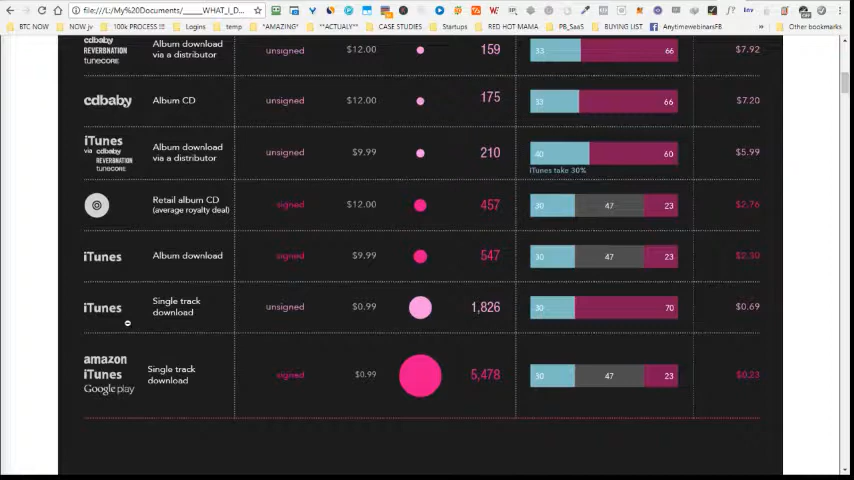 file:///L:/My%20Documents/____WHAT_I_D
BTC NOW
NOW jv
100k PROCESS !!!
Logins
temp
*AMAZING*
*ACTUALY*
CASE STUDIES
Startups
RED HOT MAMA
PB_SaaS
BUYING LIST
AnytimewebinarsFB
Other bookmarks
cdbaby
REVERBNATION
tunecore
Album download
via a distributor
unsigned
$12.00
159
33
66
$7.92
cdbaby
Album CD
unsigned
$12.00
175
33
66
$7.20
iTunes
via cdbaby
REVERBNATION
tunecore
Album download
via a distributor
unsigned
$9.99
210
40
60
iTunes take 30%
$5.99
Retail album CD
(average royalty deal)
signed
$12.00
457
30
47
23
$2.76
iTunes
Album download
signed
$9.99
547
30
47
23
$2.30
iTunes
Single track
download
unsigned
$0.99
1,826
30
70
$0.69
amazon
iTunes
Google play
Single track
download
signed
$0.99
5,478
30
47
23
$0.23